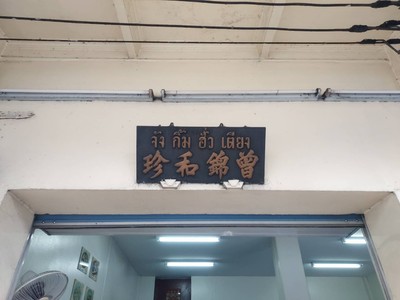 จัง กิ๊ม ฮั้ว เตียง
珍和錦曾